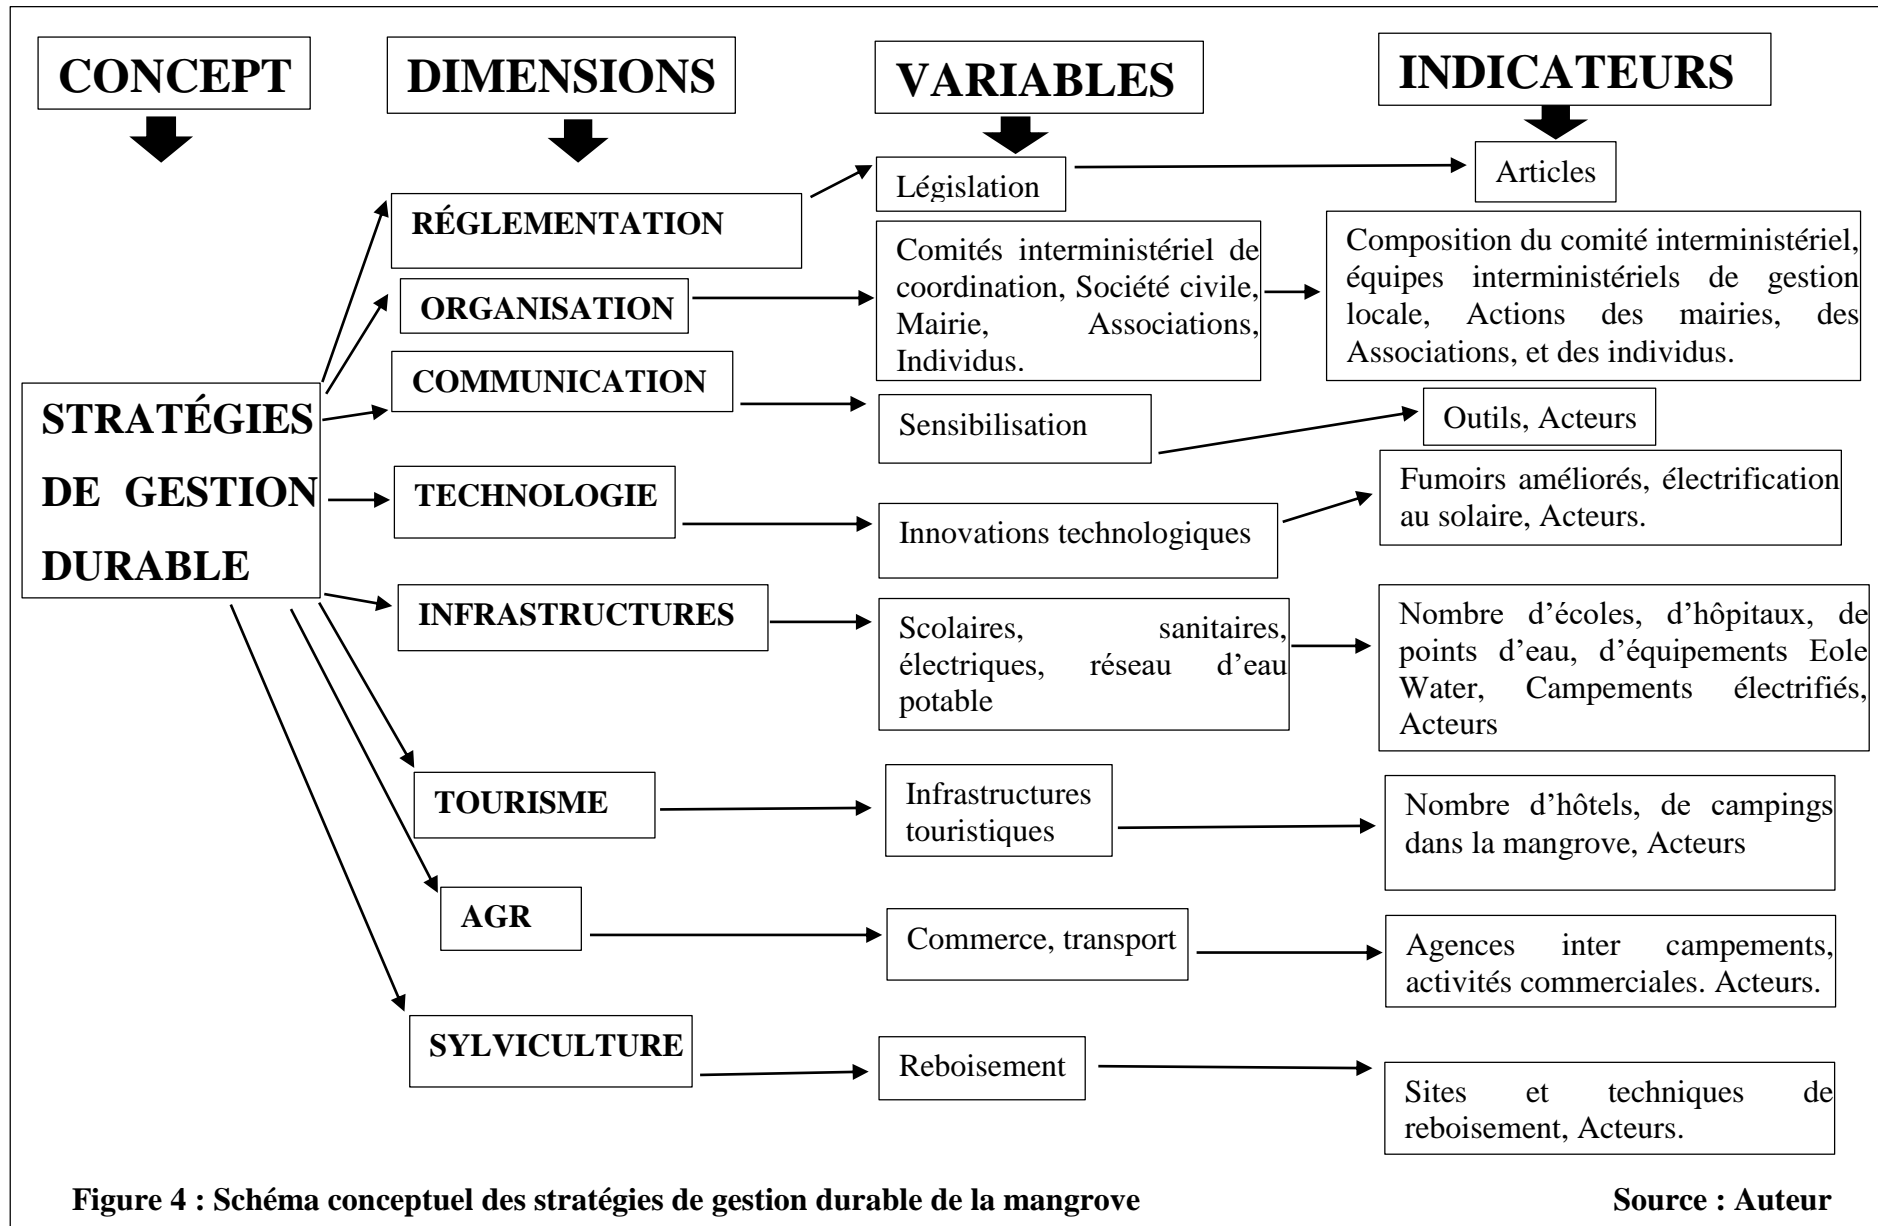 CONCEPT
DIMENSIONS
VARIABLES
INDICATEURS
STRATÉGIES
DE GESTION
DURABLE
RÉGLEMENTATION
Législation
Articles
ORGANISATION
Comités interministériel de
coordination, Société civile,
Mairie, Associations,
Individus.
Composition du comité interministériel,
équipes interministériels de gestion
locale, Actions des mairies, des
Associations, et des individus.
COMMUNICATION
Sensibilisation
Outils, Acteurs
TECHNOLOGIE
Innovations technologiques
Fumoirs améliorés, électrification
au solaire, Acteurs.
INFRASTRUCTURES
Scolaires, sanitaires,
électriques, réseau d’eau
potable
Nombre d’écoles, d’hôpitaux, de
points d’eau, d’équipements Eole
Water, Campements électrifiés,
Acteurs
TOURISME
Infrastructures
touristiques
Nombre d’hôtels, de campings
dans la mangrove, Acteurs
AGR
Commerce, transport
Agences inter campements,
activités commerciales. Acteurs.
SYLVICULTURE
Reboisement
Sites et techniques de
reboisement, Acteurs.
Figure 4 : Schéma conceptuel des stratégies de gestion durable de la mangrove
Source : Auteur